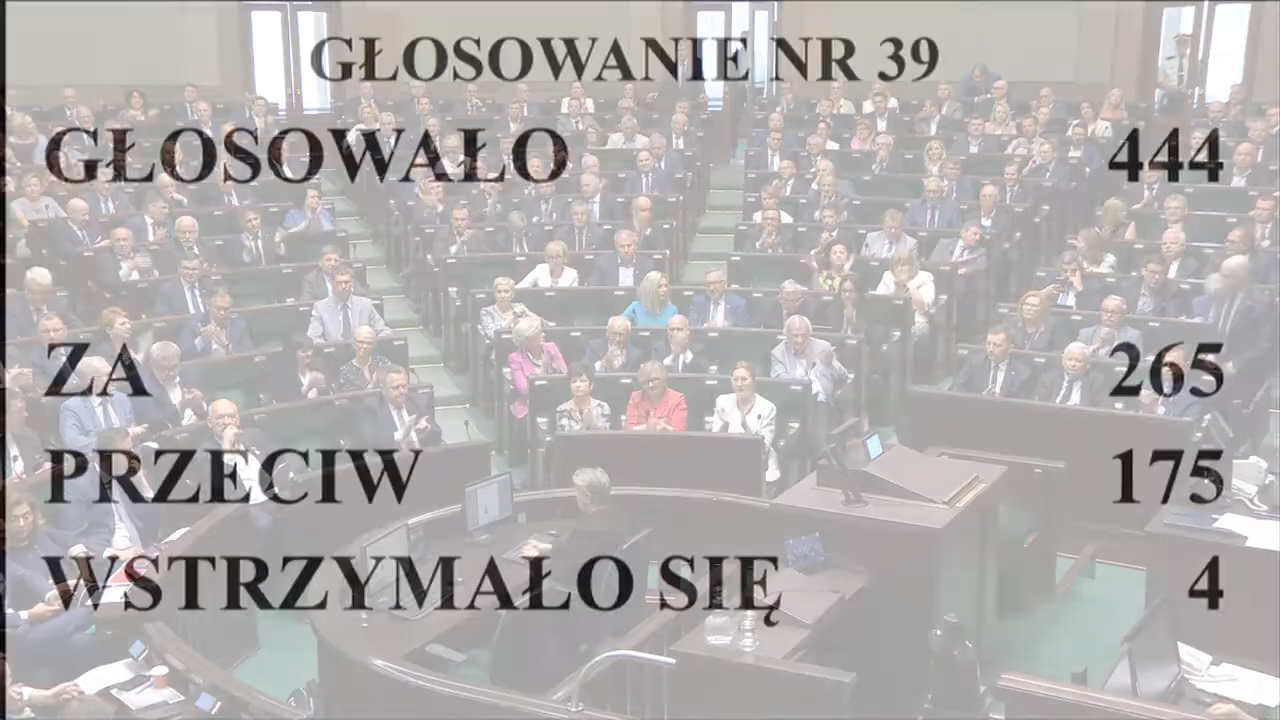 GŁOSOWANIE NR 39
GŁOSOWAŁO 444
ZA 265
PRZECIW 175
WSTRZYMAŁO SIĘ 4